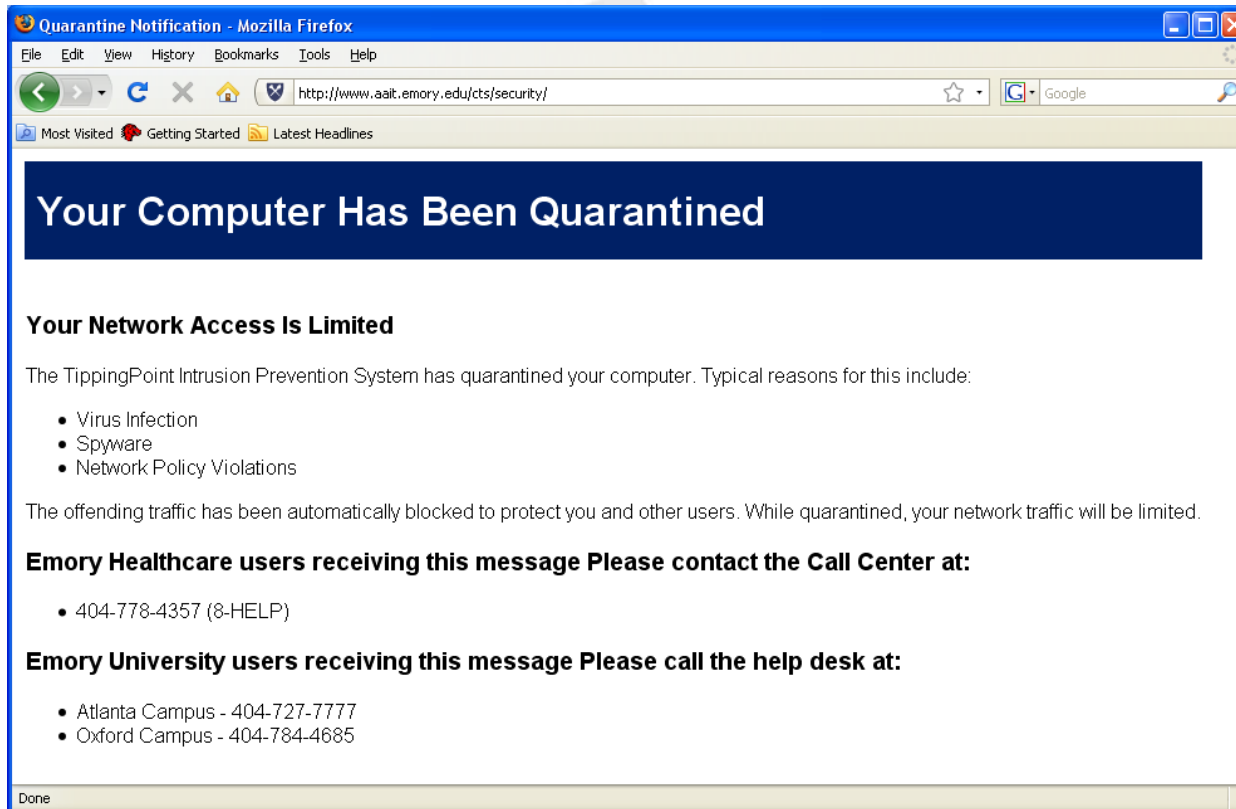 Quarantine Notification - Mozilla Firefox
File Edit View History Bookmarks Tools Help
http://www.aait.emory.edu/cts/security/
G Google
Most Visited Getting Started Latest Headlines
Your Computer Has Been Quarantined
Your Network Access Is Limited
The TippingPoint Intrusion Prevention System has quarantined your computer. Typical reasons for this include:
• Virus Infection
• Spyware
• Network Policy Violations
The offending traffic has been automatically blocked to protect you and other users. While quarantined, your network traffic will be limited.
Emory Healthcare users receiving this message Please contact the Call Center at:
• 404-778-4357 (8-HELP)
Emory University users receiving this message Please call the help desk at:
• Atlanta Campus - 404-727-7777
• Oxford Campus - 404-784-4685
Done